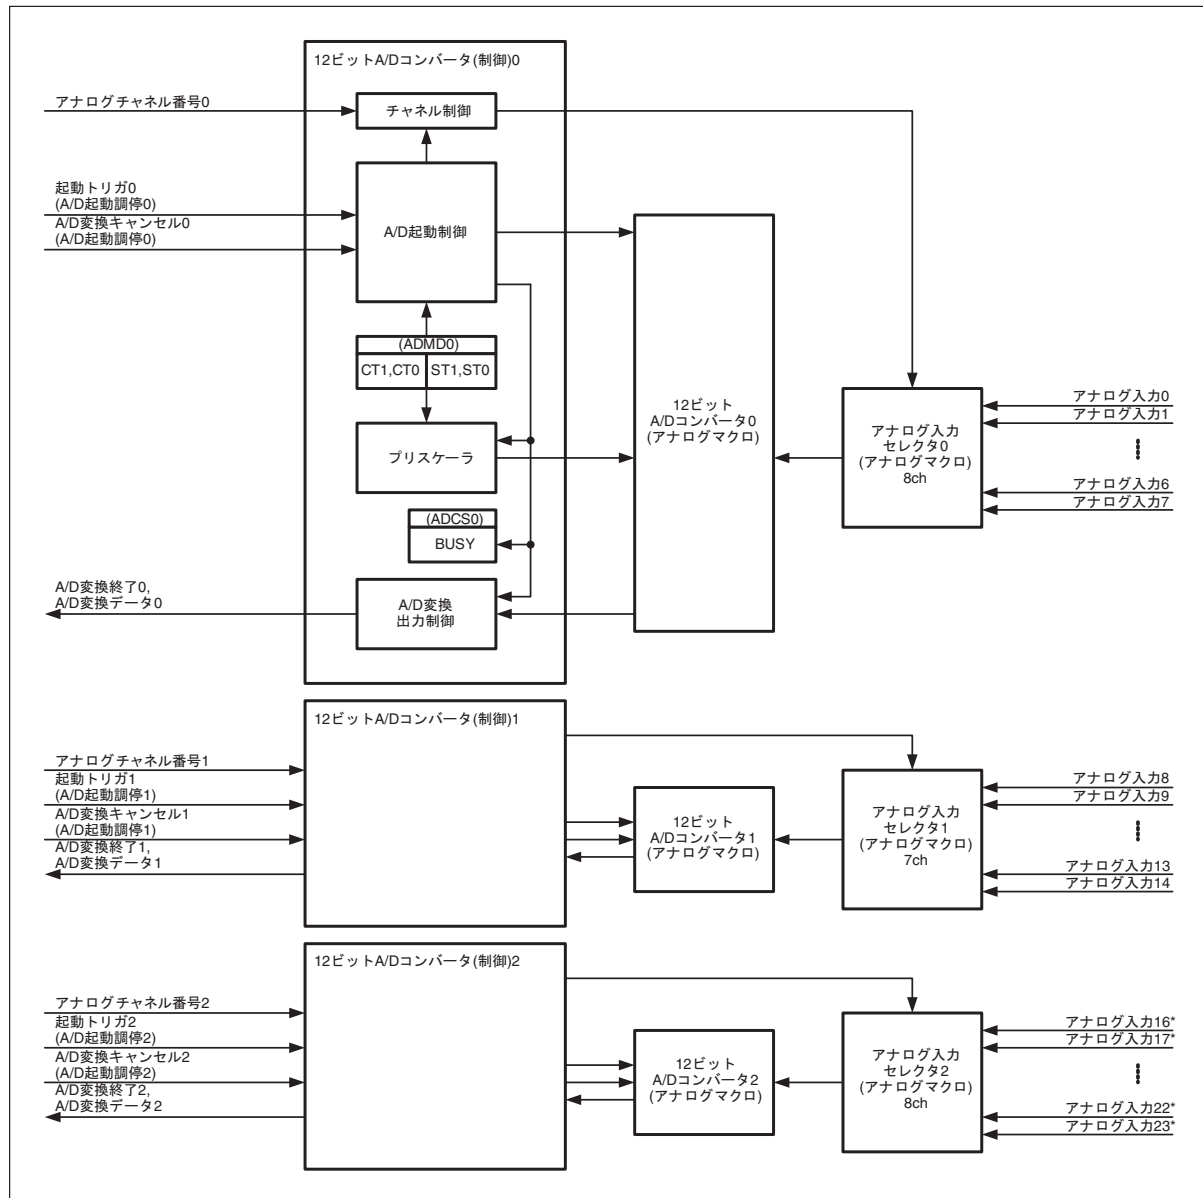 12ビットA/Dコンバータ(制御)0
アナログチャネル番号0
チャネル制御
起動トリガ0
(A/D起動調停0)
A/D変換キャンセル0
(A/D起動調停0)
A/D起動制御
(ADMD0)
CT1,CT0
ST1,ST0
プリスケーラ
(ADCS0)
BUSY
A/D変換終了0,
A/D変換データ0
A/D変換
出力制御
12ビット
A/Dコンバータ0
(アナログマクロ)
アナログ入力
セレクタ0
(アナログマクロ)
8ch
アナログ入力0
アナログ入力1
アナログ入力6
アナログ入力7
12ビットA/Dコンバータ(制御)1
アナログチャネル番号1
起動トリガ1
(A/D起動調停1)
A/D変換キャンセル1
(A/D起動調停1)
A/D変換終了1,
A/D変換データ1
12ビット
A/Dコンバータ1
(アナログマクロ)
アナログ入力
セレクタ1
(アナログマクロ)
7ch
アナログ入力8
アナログ入力9
アナログ入力13
アナログ入力14
12ビットA/Dコンバータ(制御)2
アナログチャネル番号2
起動トリガ2
(A/D起動調停2)
A/D変換キャンセル2
(A/D起動調停2)
A/D変換終了2,
A/D変換データ2
12ビット
A/Dコンバータ2
(アナログマクロ)
アナログ入力
セレクタ2
(アナログマクロ)
8ch
アナログ入力16*
アナログ入力17*
アナログ入力22*
アナログ入力23*